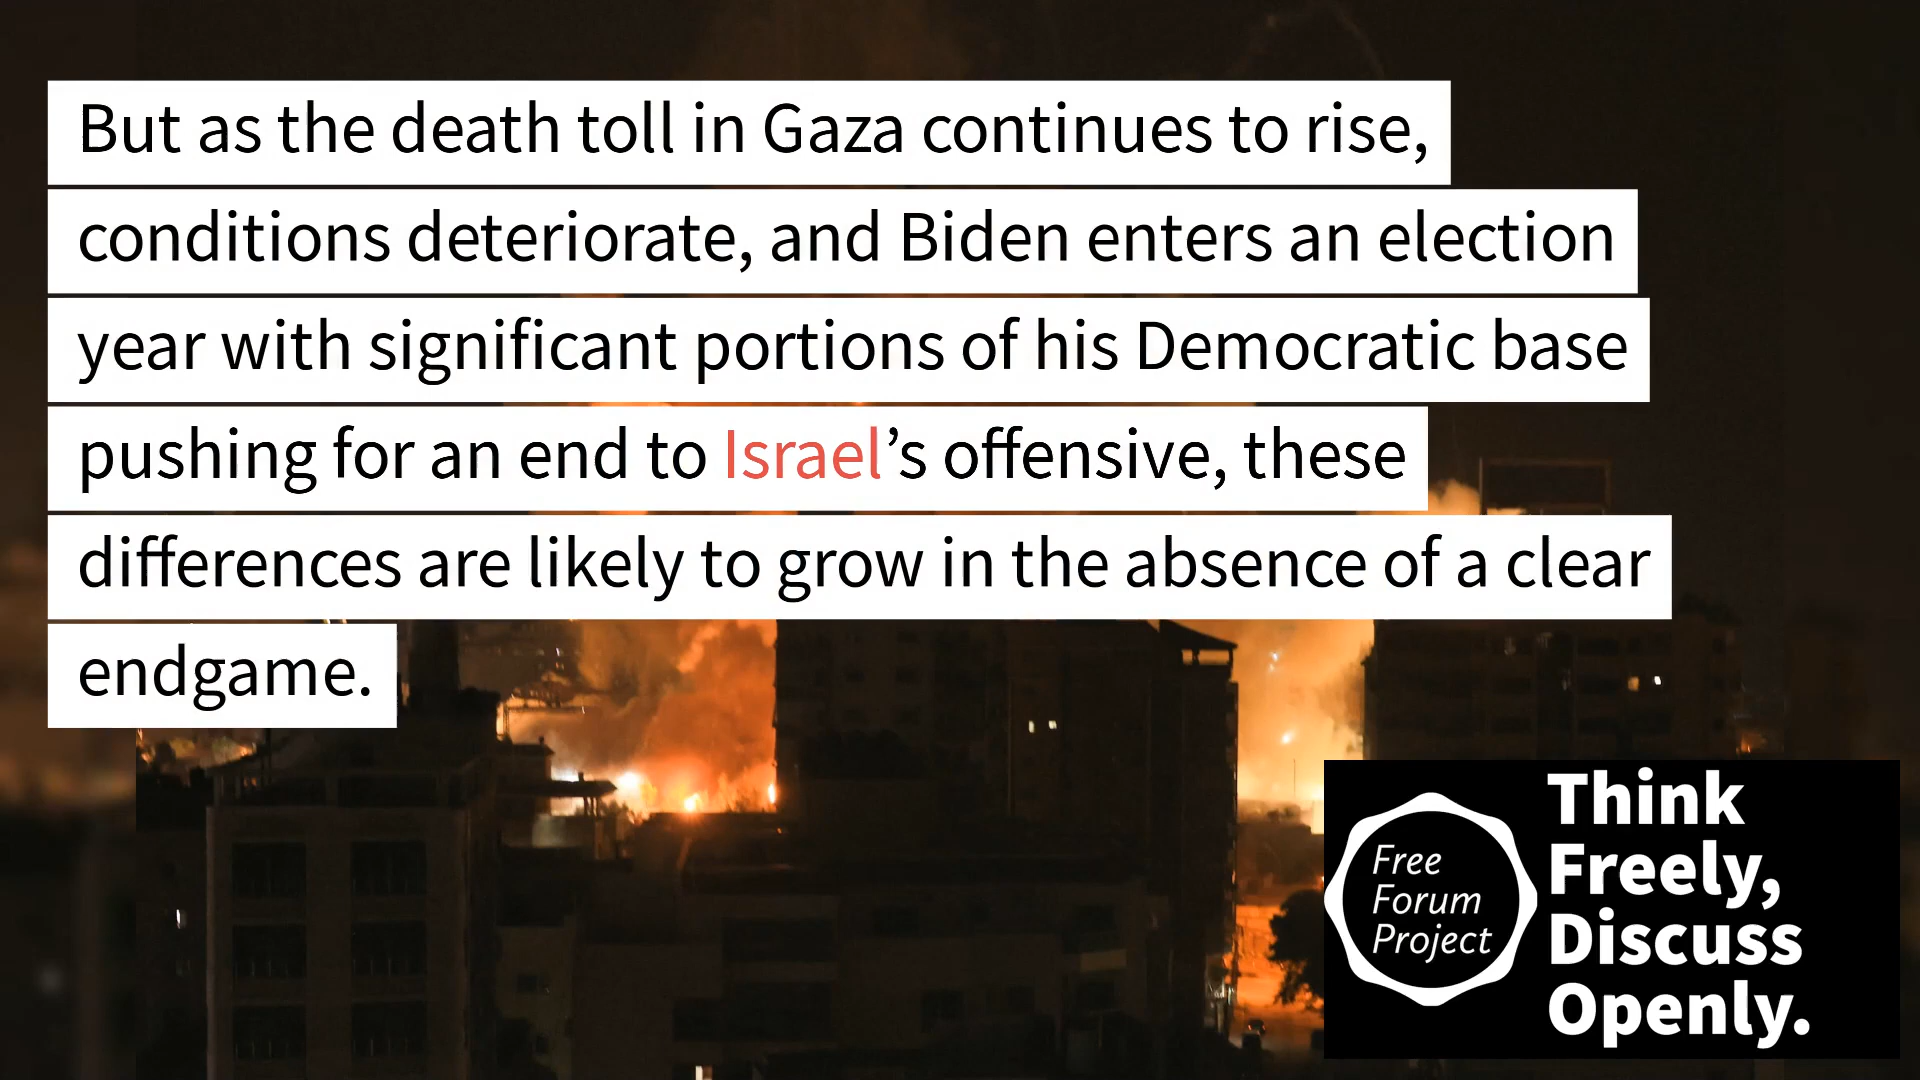 But as the death toll in Gaza continues to rise,
conditions deteriorate, and Biden enters an election
year with significant portions of his Democratic base
pushing for an end to Israel’s offensive, these
differences are likely to grow in the absence of a clear
endgame.
Free
Forum
Project
Think
Freely,
Discuss
Openly.